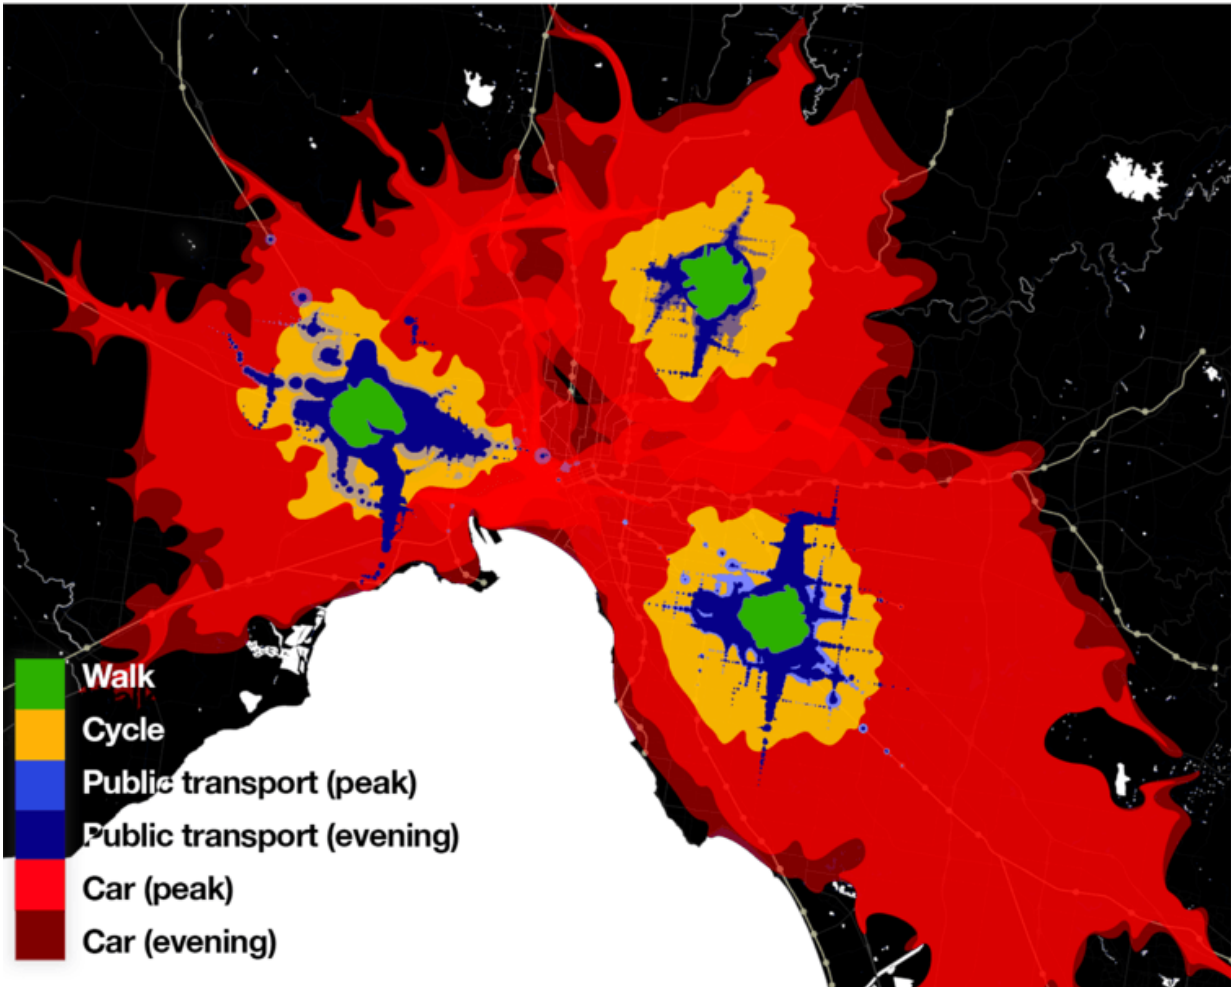 Walk
Cycle
Public transport (peak)
Public transport (evening)
Car (peak)
Car (evening)